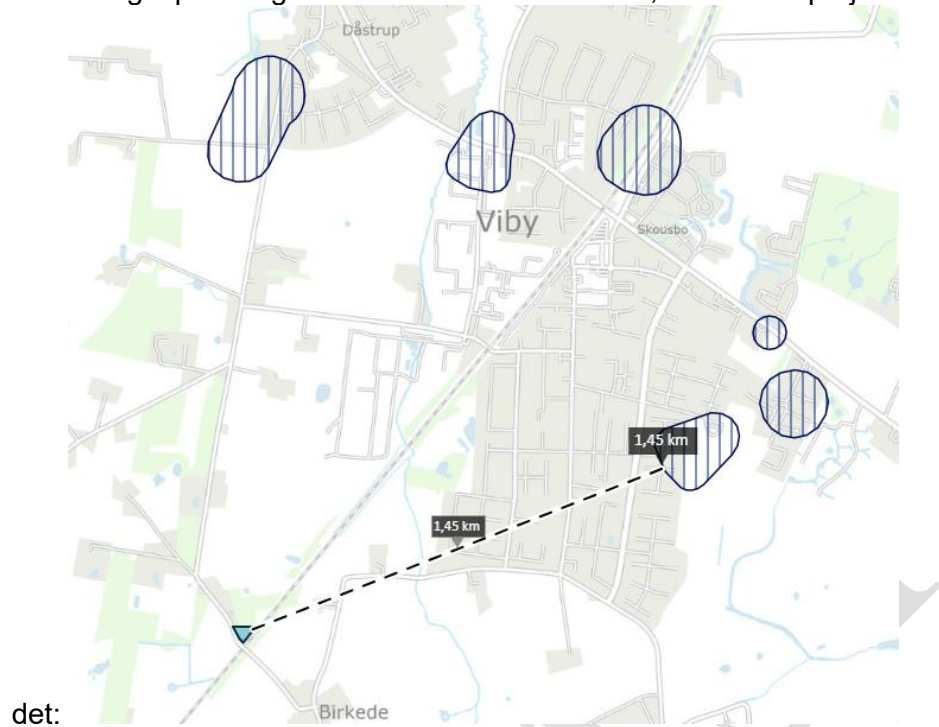 Dåstrup
Viby
Skousbo
1,45 km
1,45 km
det:
Birkede